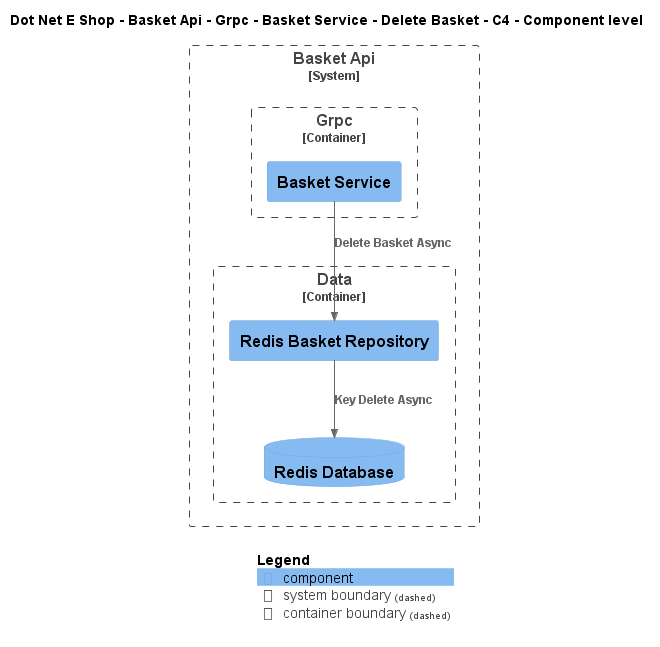 Dot Net E Shop - Basket Api - Grpc - Basket Service - Delete Basket - C4 - Component level
Basket Api
[System]
Grpc
[Container]
Basket Service
Delete Basket Async
Data
[Container]
Redis Basket Repository
Key Delete Async
Redis Database
Legend
component
system boundary (dashed)
container boundary (dashed)